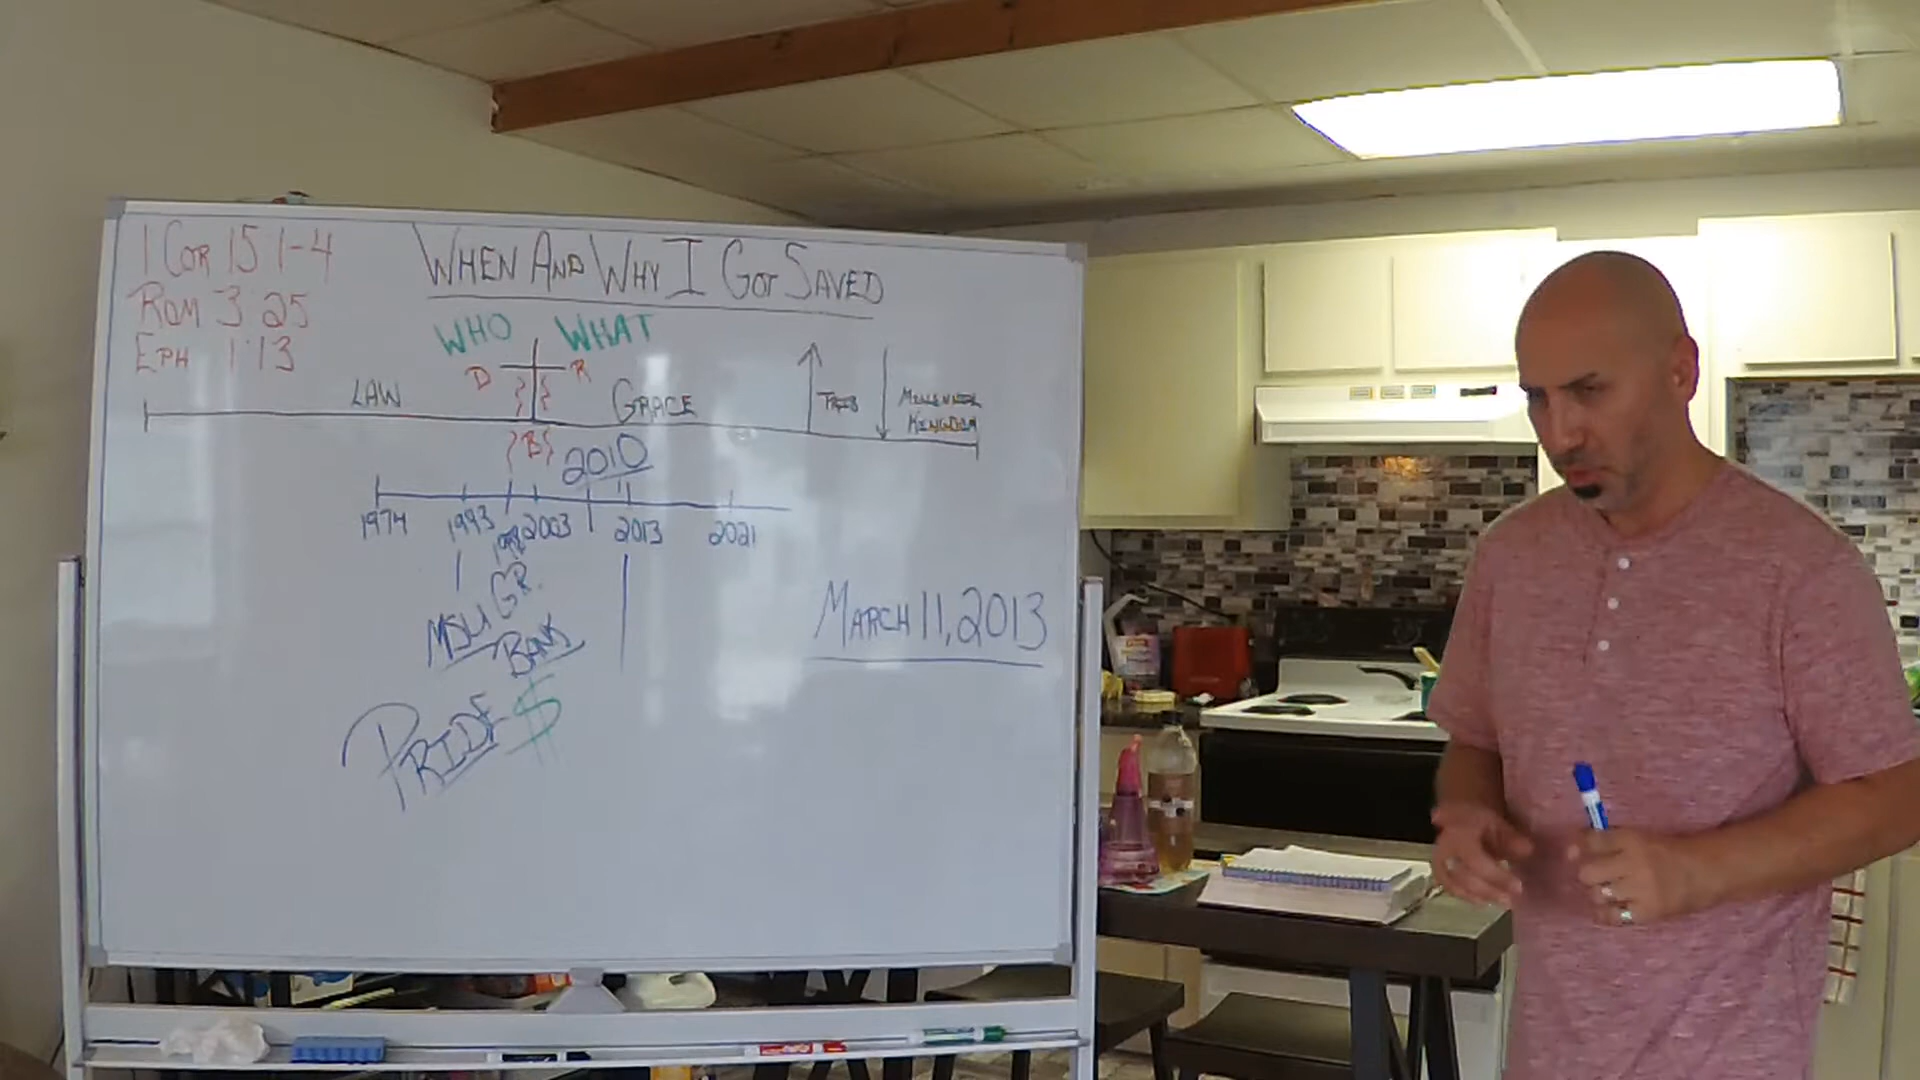 1 COR 15 1-4
ROM 3:25
EPH 1:13
WHEN AND WHY I GOT SAVED
WHO WHAT
D R
LAW GRACE TRIB MILLENNIAL
KINGDOM
B
2010
1974 1993 1998 2003 2013 2021
MSU GR.
BANK
PRIDE $
MARCH 11, 2013